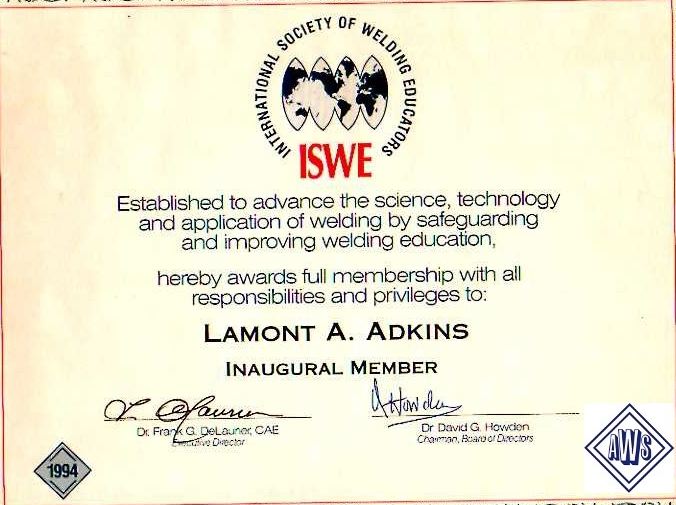 INTERNATIONAL SOCIETY OF WELDING EDUCATORS
ISWE
Established to advance the science, technology
and application of welding by safeguarding
and improving welding education,
hereby awards full membership with all
responsibilities and privileges to:
LAMONT A. ADKINS
INAUGURAL MEMBER
Dr. Frank G. DeLaurier, CAE
Executive Director
Dr David G. Howden
Chairman, Board of Directors
1994
AWS